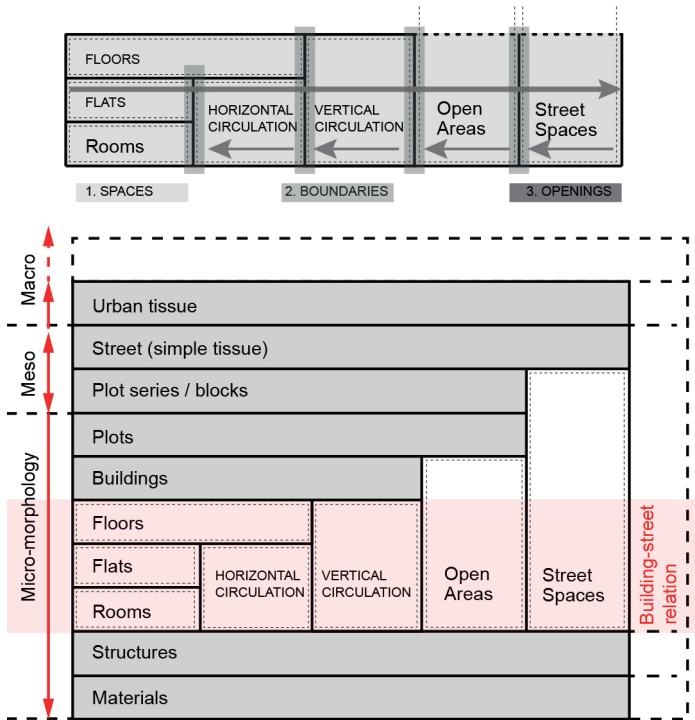 FLOORS
FLATS
Rooms
HORIZONTAL
CIRCULATION
VERTICAL
CIRCULATION
Open
Areas
Street
Spaces
1. SPACES
2. BOUNDARIES
3. OPENINGS
Macro
Meso
Micro-morphology
Urban tissue
Street (simple tissue)
Plot series / blocks
Plots
Buildings
Floors
Flats
Rooms
HORIZONTAL
CIRCULATION
VERTICAL
CIRCULATION
Open
Areas
Street
Spaces
Building-street
relation
Structures
Materials